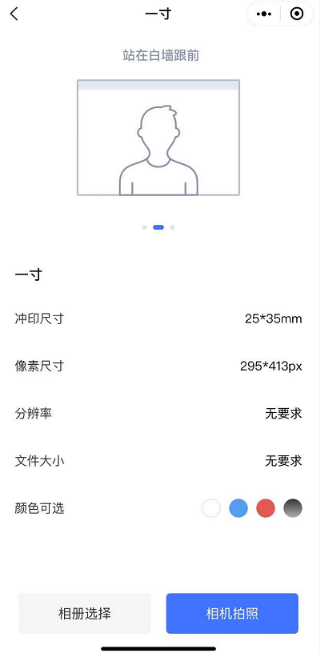 一寸
站在白墙跟前
一寸
冲印尺寸 25*35mm
像素尺寸 295*413px
分辨率 无要求
文件大小 无要求
颜色可选
相册选择 相机拍照